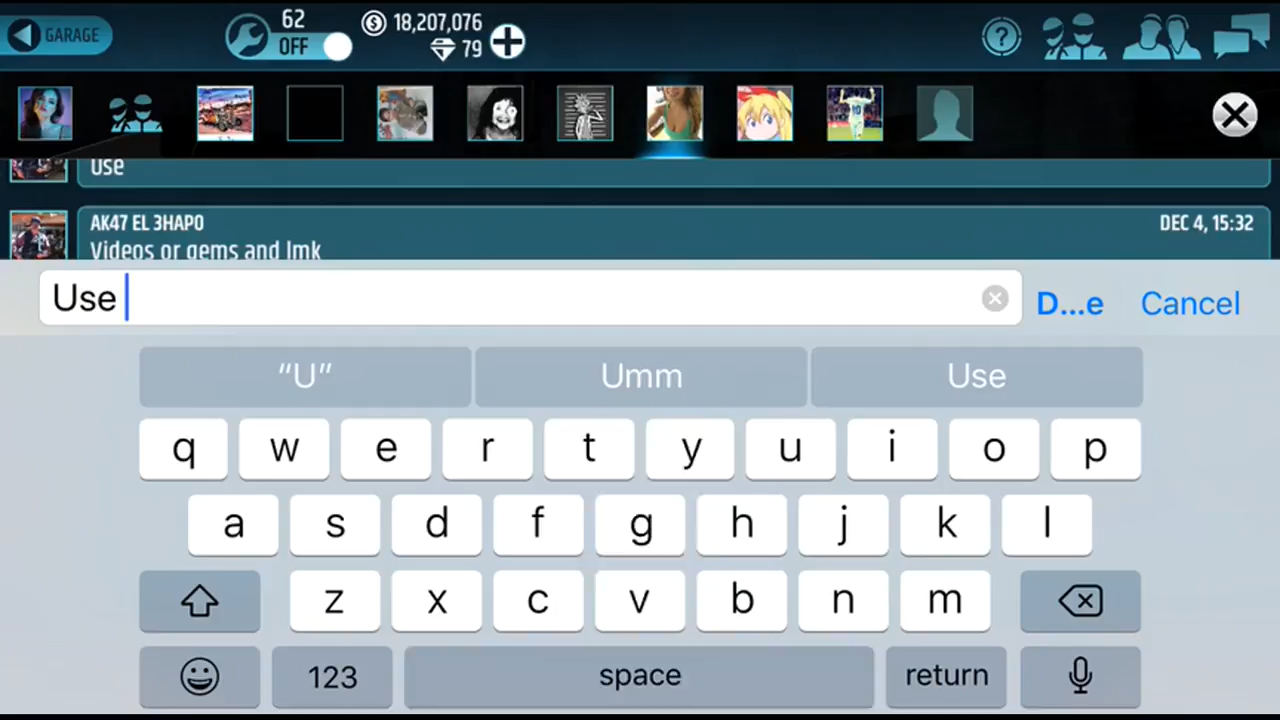 GARAGE
62
OFF
18,207,076
79
?
use
AK47 EL 3HAPO
DEC 4, 15:32
Videos or gems and lmk
Use
D...e
Cancel
“U”
Umm
Use
q w e r t y u i o p
a s d f g h j k l
z x c v b n m
123
space
return